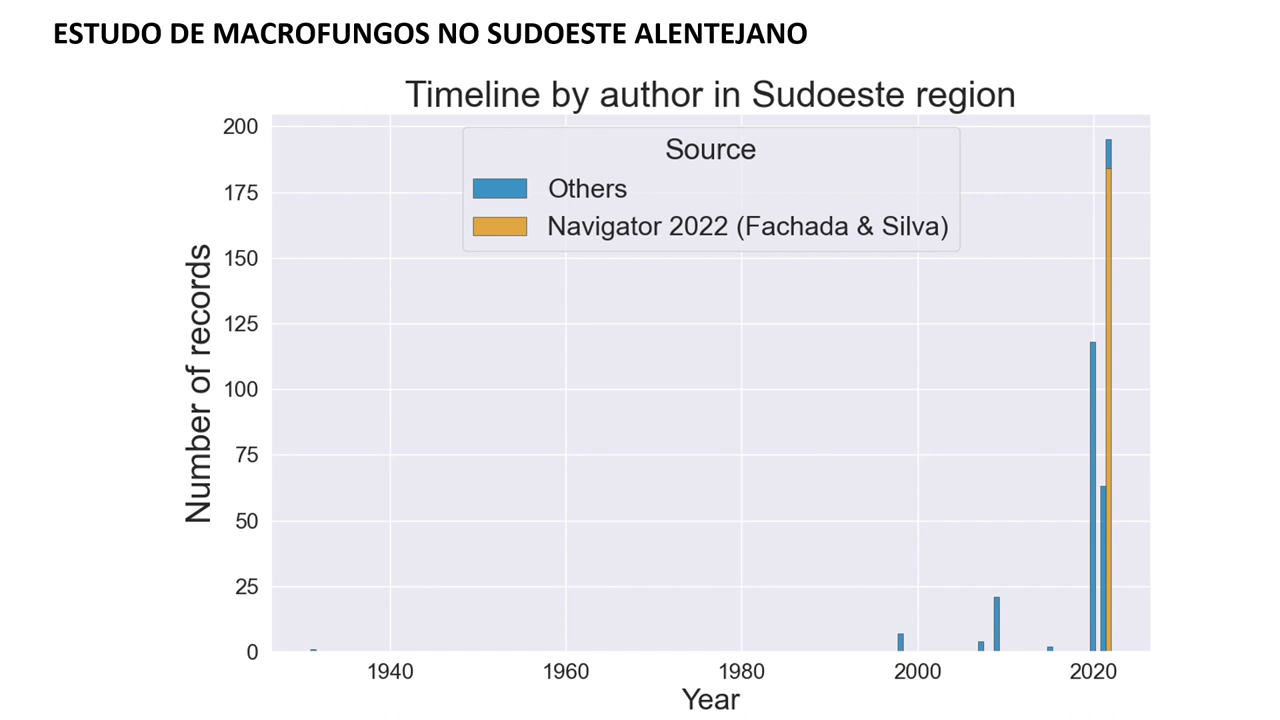 ESTUDO DE MACROFUNGOS NO SUDOESTE ALENTEJANO
Timeline by author in Sudoeste region
Source
Others
Navigator 2022 (Fachada & Silva)
Number of records
200
175
150
125
100
75
50
25
0
1940 1960 1980 2000 2020
Year